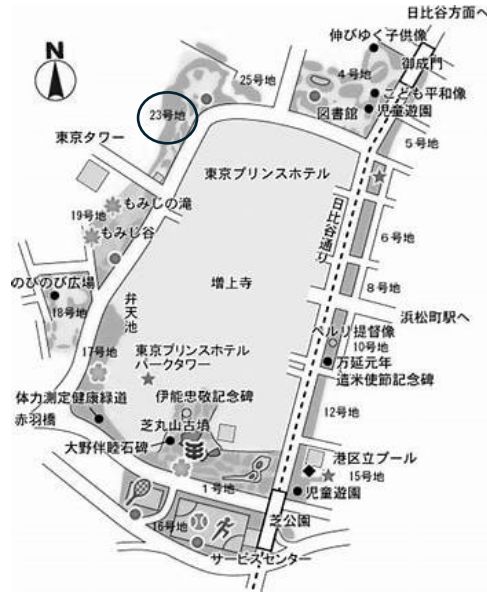 日比谷方面へ
伸びゆく子供像
御成門
N
25号地
4号地
こども平和像
23号地
図書館
児童遊園
5号地
東京タワー
東京プリンスホテル
日比谷通り
もみじの滝
19号地
もみじ谷
6号地
のびのび広場
弁天池
増上寺
8号地
18号地
浜松町駅へ
ペルリ提督像
10号地
17号地
東京プリンスホテル
パークタワー
万延元年
遣米使節記念碑
体力測定健康緑道
伊能忠敬記念碑
12号地
赤羽橋
芝丸山古墳
大野伴睦石碑
港区立プール
1号地
15号地
児童遊園
芝公園
16号地
サービスセンター